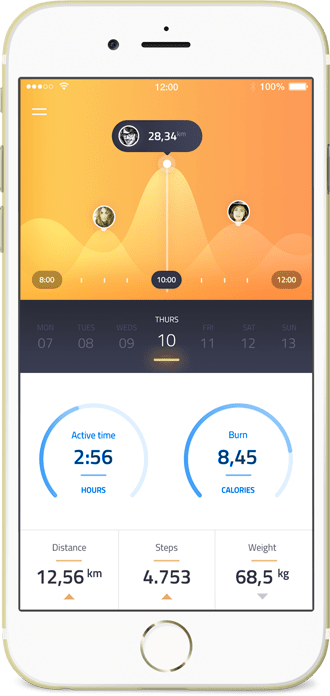 12:00 100%
28,34 km
8:00 10:00 12:00
MON TUES WEDS THURS FRI SAT SUN
07 08 09 10 11 12 13
Active time Burn
2:56 8,45
HOURS CALORIES
Distance Steps Weight
12,56 km 4.753 68,5 kg